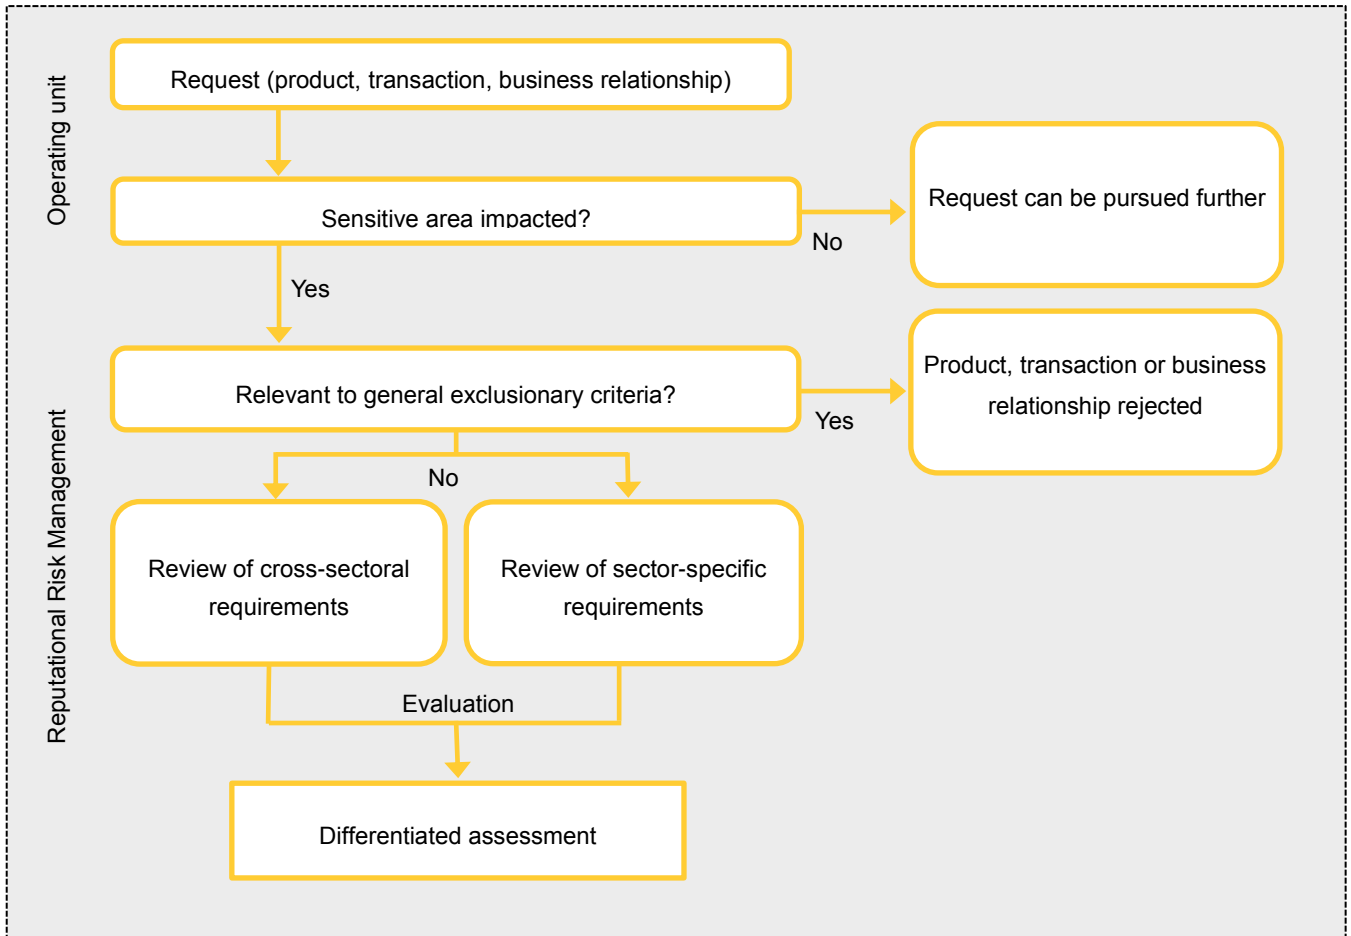 Operating unit
Request (product, transaction, business relationship)
Sensitive area impacted?
No
Request can be pursued further
Yes
Reputational Risk Management
Relevant to general exclusionary criteria?
Yes
Product, transaction or business
relationship rejected
No
Review of cross-sectoral
requirements
Review of sector-specific
requirements
Evaluation
Differentiated assessment